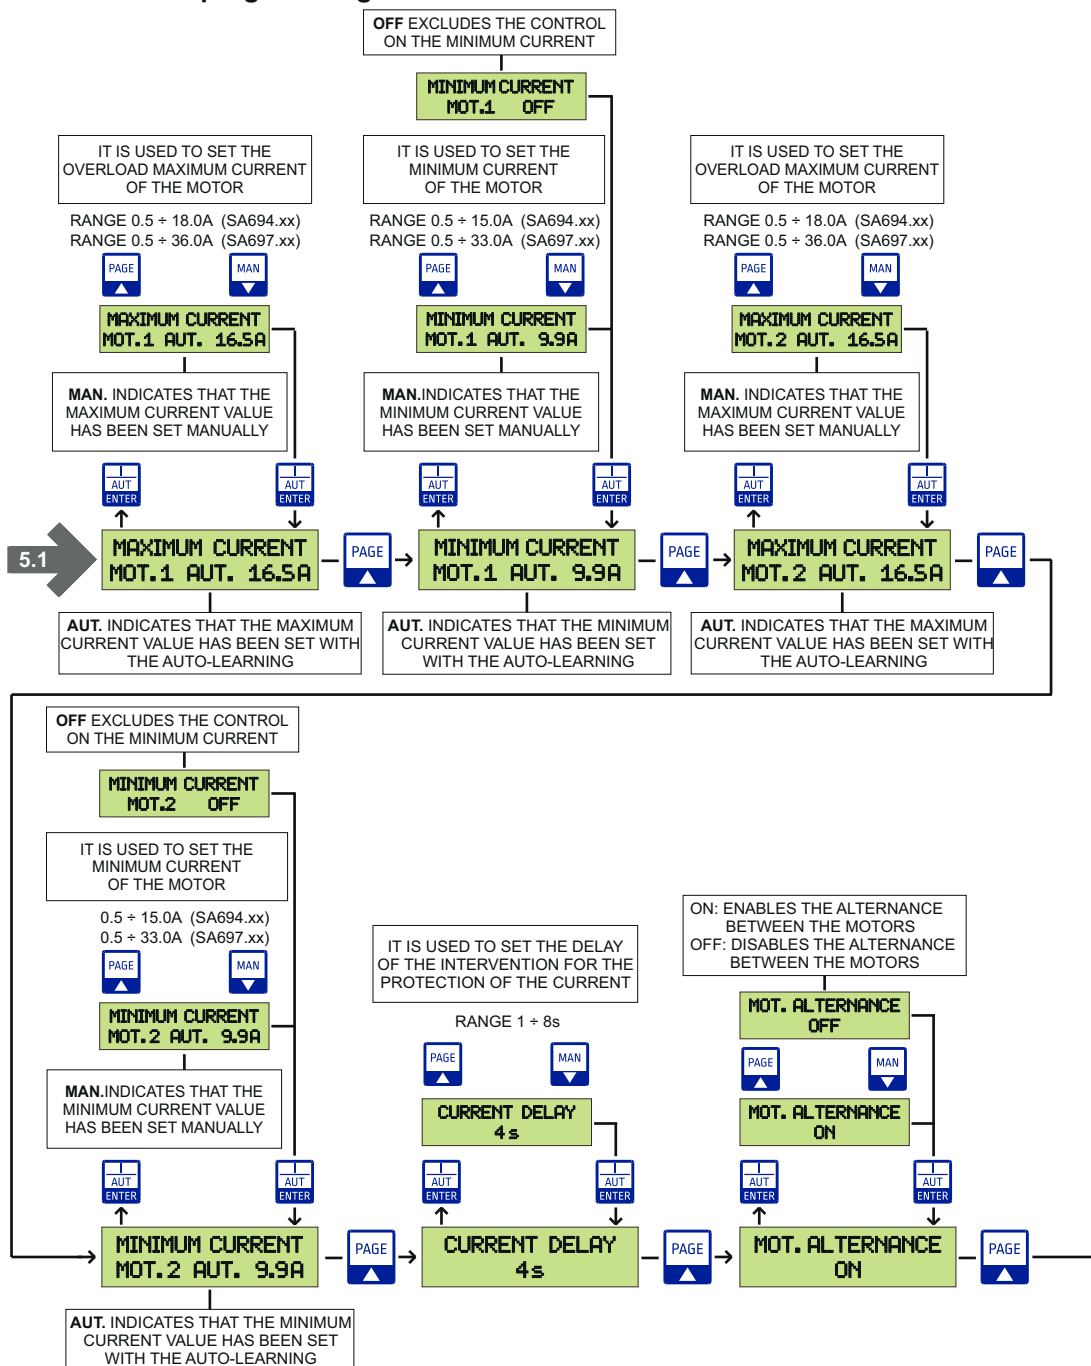 OFF EXCLUDES THE CONTROL
ON THE MINIMUM CURRENT
MINIMUM CURRENT
MOT.1 OFF
IT IS USED TO SET THE
OVERLOAD MAXIMUM CURRENT
OF THE MOTOR
RANGE 0.5 ÷ 18.0A (SA694.xx)
RANGE 0.5 ÷ 36.0A (SA697.xx)
PAGE
MAN
MAXIMUM CURRENT
MOT.1 AUT. 16.5A
MAN. INDICATES THAT THE
MAXIMUM CURRENT VALUE
HAS BEEN SET MANUALLY
AUT
ENTER
AUT
ENTER
IT IS USED TO SET THE
MINIMUM CURRENT
OF THE MOTOR
RANGE 0.5 ÷ 15.0A (SA694.xx)
RANGE 0.5 ÷ 33.0A (SA697.xx)
PAGE
MAN
MINIMUM CURRENT
MOT.1 AUT. 9.9A
MAN.INDICATES THAT THE
MINIMUM CURRENT VALUE
HAS BEEN SET MANUALLY
AUT
ENTER
AUT
ENTER
IT IS USED TO SET THE
OVERLOAD MAXIMUM CURRENT
OF THE MOTOR
RANGE 0.5 ÷ 18.0A (SA694.xx)
RANGE 0.5 ÷ 36.0A (SA697.xx)
PAGE
MAN
MAXIMUM CURRENT
MOT.2 AUT. 16.5A
MAN. INDICATES THAT THE
MAXIMUM CURRENT VALUE
HAS BEEN SET MANUALLY
AUT
ENTER
AUT
ENTER
5.1
MAXIMUM CURRENT
MOT.1 AUT. 16.5A
PAGE
MINIMUM CURRENT
MOT.1 AUT. 9.9A
PAGE
MAXIMUM CURRENT
MOT.2 AUT. 16.5A
PAGE
AUT. INDICATES THAT THE MAXIMUM
CURRENT VALUE HAS BEEN SET WITH
THE AUTO-LEARNING
AUT. INDICATES THAT THE MINIMUM
CURRENT VALUE HAS BEEN SET
WITH THE AUTO-LEARNING
AUT. INDICATES THAT THE MAXIMUM
CURRENT VALUE HAS BEEN SET WITH
THE AUTO-LEARNING
OFF EXCLUDES THE CONTROL
ON THE MINIMUM CURRENT
MINIMUM CURRENT
MOT.2 OFF
IT IS USED TO SET THE
MINIMUM CURRENT
OF THE MOTOR
0.5 ÷ 15.0A (SA694.xx)
0.5 ÷ 33.0A (SA697.xx)
PAGE
MAN
MINIMUM CURRENT
MOT.2 AUT. 9.9A
MAN.INDICATES THAT THE
MINIMUM CURRENT VALUE
HAS BEEN SET MANUALLY
AUT
ENTER
AUT
ENTER
IT IS USED TO SET THE DELAY
OF THE INTERVENTION FOR THE
PROTECTION OF THE CURRENT
RANGE 1 ÷ 8s
PAGE
MAN
CURRENT DELAY
4s
AUT
ENTER
AUT
ENTER
ON: ENABLES THE ALTERNANCE
BETWEEN THE MOTORS
OFF: DISABLES THE ALTERNANCE
BETWEEN THE MOTORS
MOT. ALTERNANCE
OFF
PAGE
MAN
MOT. ALTERNANCE
ON
AUT
ENTER
AUT
ENTER
MINIMUM CURRENT
MOT.2 AUT. 9.9A
PAGE
CURRENT DELAY
4s
PAGE
MOT. ALTERNANCE
ON
PAGE
AUT. INDICATES THAT THE MINIMUM
CURRENT VALUE HAS BEEN SET
WITH THE AUTO-LEARNING